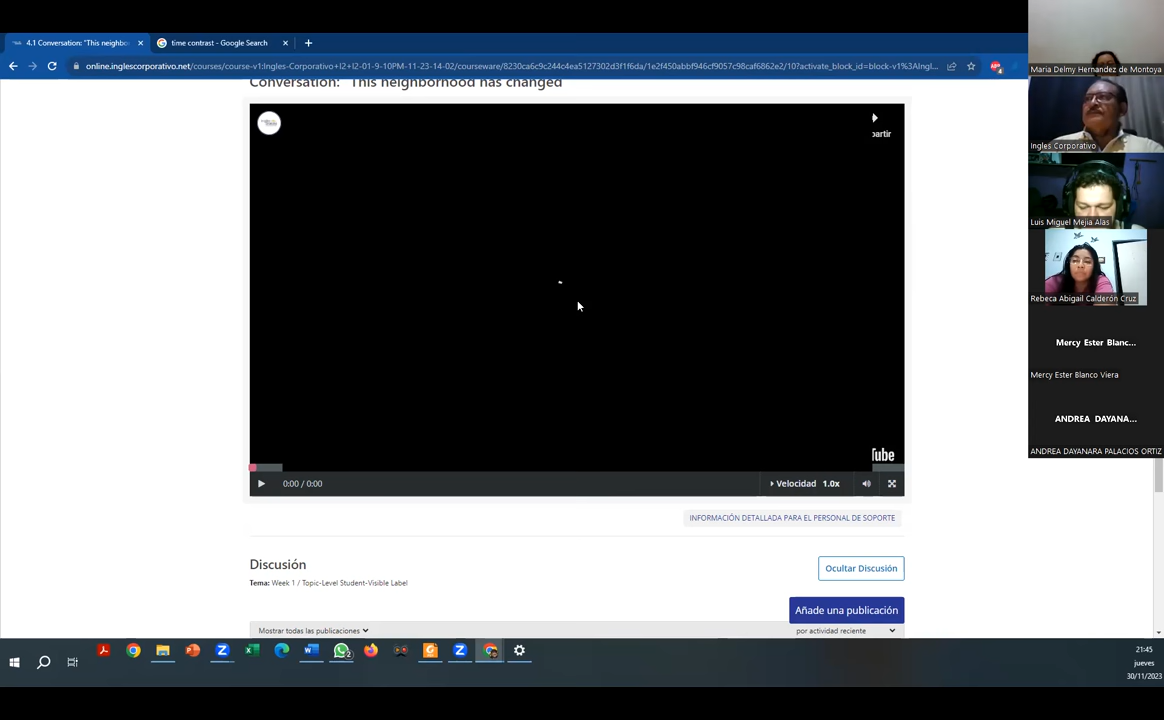 4.1 Conversation: "This neighbo
time contrast - Google Search
online.inglescorporativo.net/courses/course-v1:Ingles-Corporativo+I2+I2-01-9-10PM-11-23-14-02/courseware/8230ca6c9c244c4ea5127302d3f1f6da/1e2f450abbf946cf9057c98caf6862e2/10?activate_block_id=block-v1%3AIngl...
Conversation: "This neighborhood has changed
partir
Tube
0:00 / 0:00
Velocidad 1.0x
INFORMACIÓN DETALLADA PARA EL PERSONAL DE SOPORTE
Discusión
Ocultar Discusión
Tema: Week 1 / Topic-Level Student-Visible Label
Añade una publicación
Mostrar todas las publicaciones
por actividad reciente
Maria Delmy Hernandez de Montoya
Ingles Corporativo
Luis Miguel Mejia Alas
Rebeca Abigail Calderón Cruz
Mercy Ester Blanc...
Mercy Ester Blanco Viera
ANDREA DAYANA...
ANDREA DAYANARA PALACIOS ORTIZ
21:45
jueves
30/11/2023